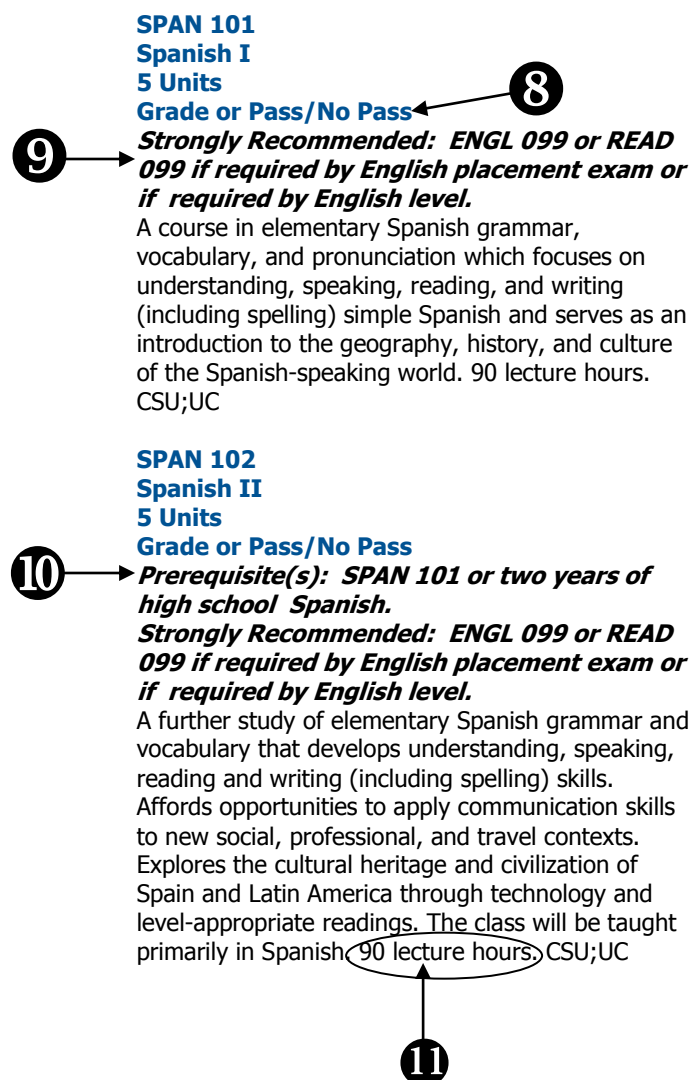 SPAN 101
Spanish I
5 Units
8
Grade or Pass/No Pass
9
Strongly Recommended:  ENGL 099 or READ
099 if required by English placement exam or
if  required by English level.
A course in elementary Spanish grammar,
vocabulary, and pronunciation which focuses on
understanding, speaking, reading, and writing
(including spelling) simple Spanish and serves as an
introduction to the geography, history, and culture
of the Spanish-speaking world. 90 lecture hours.
CSU;UC
SPAN 102
Spanish II
5 Units
Grade or Pass/No Pass
10
Prerequisite(s):  SPAN 101 or two years of
high school  Spanish.
Strongly Recommended:  ENGL 099 or READ
099 if required by English placement exam or
if  required by English level.
A further study of elementary Spanish grammar and
vocabulary that develops understanding, speaking,
reading and writing (including spelling) skills.
Affords opportunities to apply communication skills
to new social, professional, and travel contexts.
Explores the cultural heritage and civilization of
Spain and Latin America through technology and
level-appropriate readings. The class will be taught
primarily in Spanish. 90 lecture hours. CSU;UC
11